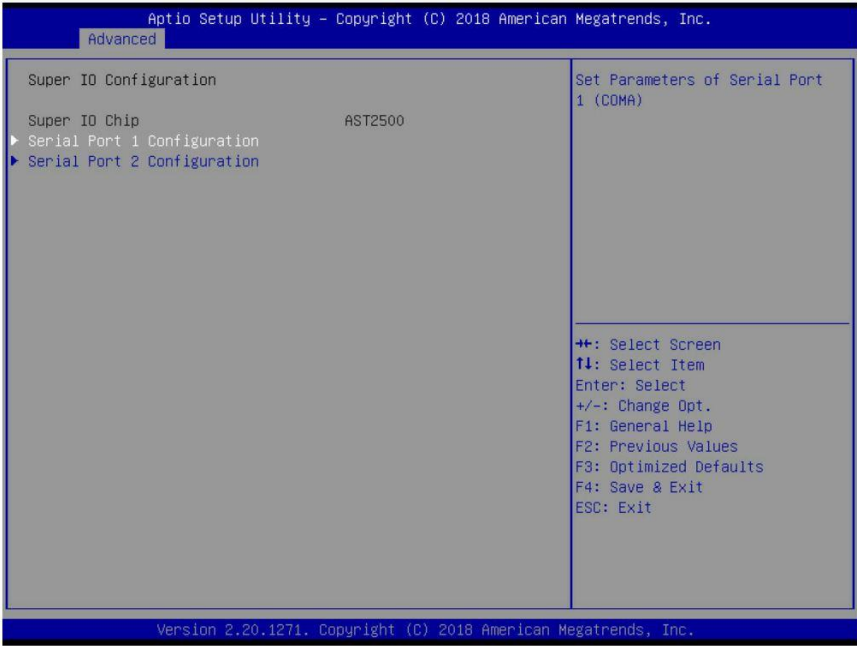 Aptio Setup Utility – Copyright (C) 2018 American Megatrends, Inc.
Advanced
Super IO Configuration
Super IO Chip AST2500
▶ Serial Port 1 Configuration
▶ Serial Port 2 Configuration
Set Parameters of Serial Port
1 (COMA)
→←: Select Screen
↑↓: Select Item
Enter: Select
+/-: Change Opt.
F1: General Help
F2: Previous Values
F3: Optimized Defaults
F4: Save & Exit
ESC: Exit
Version 2.20.1271. Copyright (C) 2018 American Megatrends, Inc.